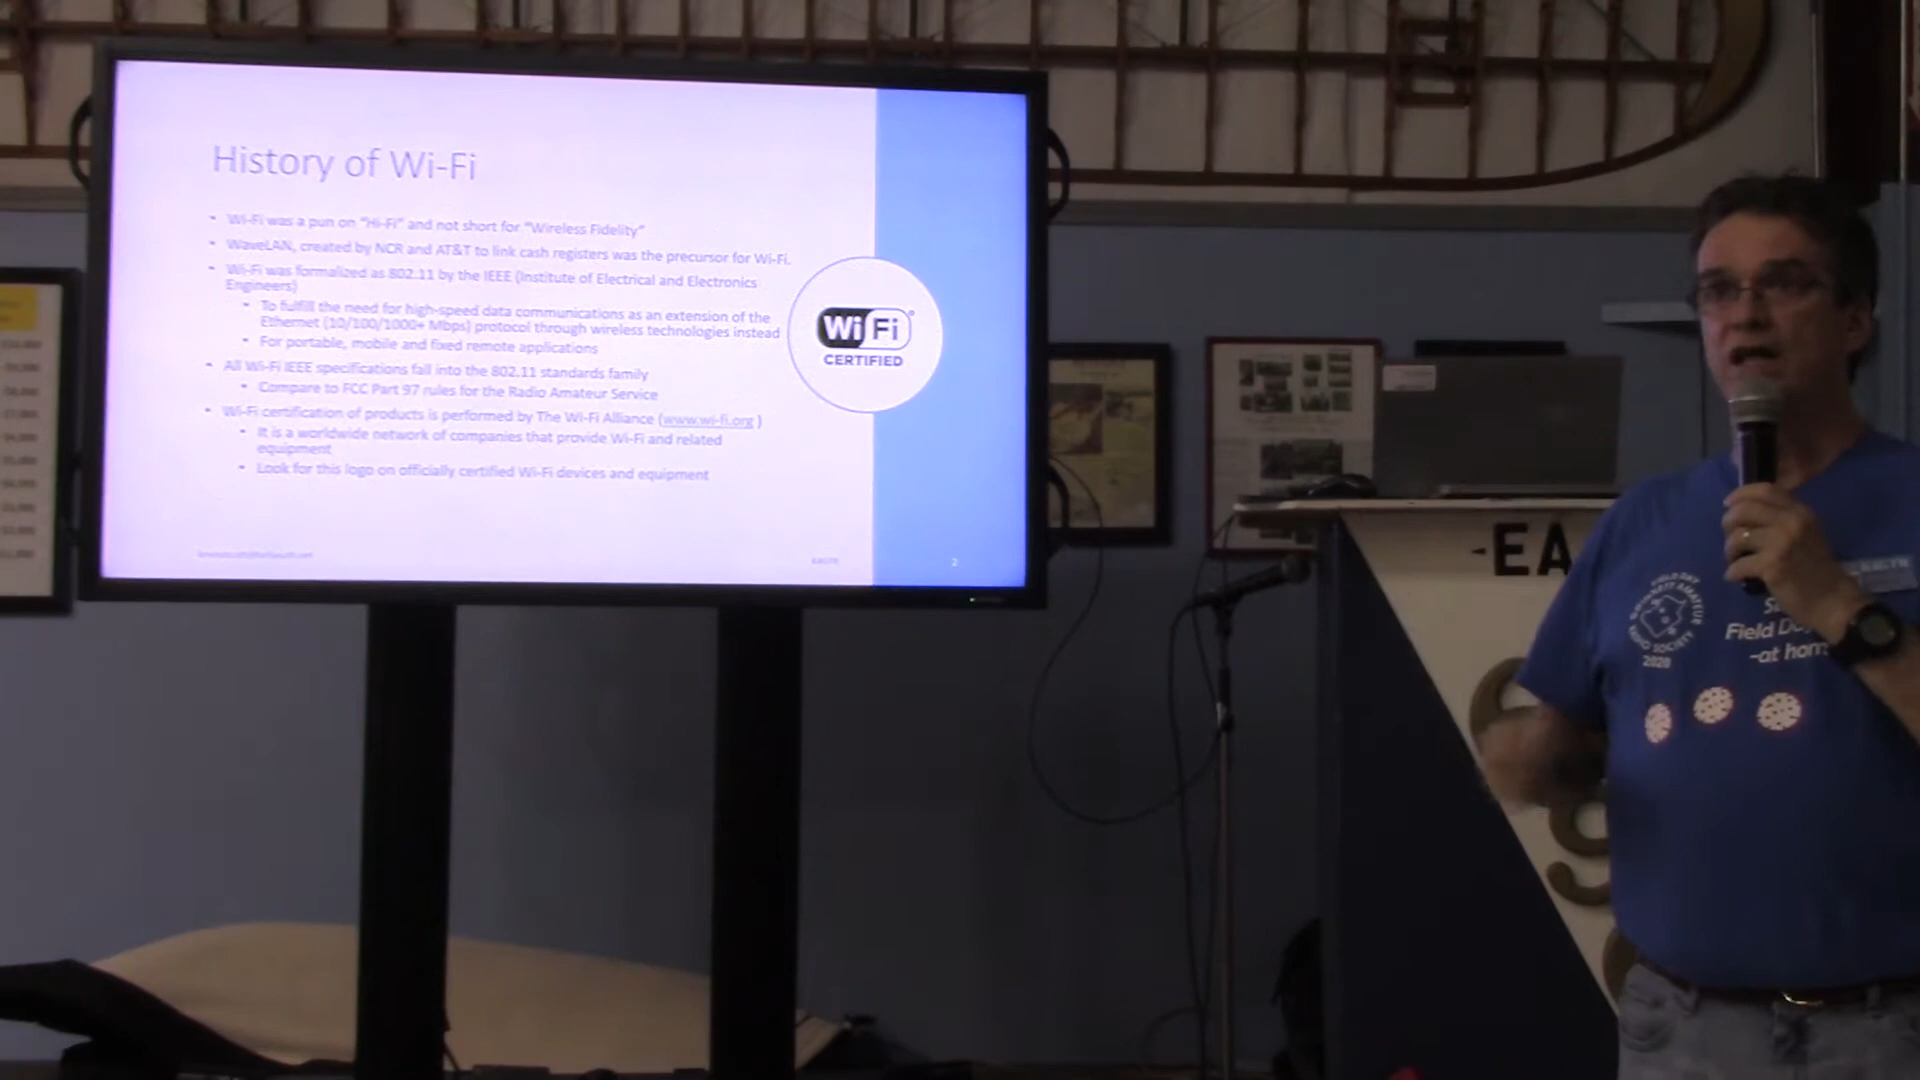 History of Wi-Fi
• Wi-Fi was a pun on "Hi-Fi" and not short for "Wireless Fidelity"
• WaveLAN, created by NCR and AT&T to link cash registers was the precursor for Wi-Fi.
• Wi-Fi was formalized as 802.11 by the IEEE (Institute of Electrical and Electronics
Engineers)
• To fulfill the need for high-speed data communications as an extension of the
Ethernet (10/100/1000+ Mbps) protocol through wireless technologies instead
• For portable, mobile and fixed remote applications
• All Wi-Fi IEEE specifications fall into the 802.11 standards family
• Compare to FCC Part 97 rules for the Radio Amateur Service
• Wi-Fi certification of products is performed by The Wi-Fi Alliance (www.wi-fi.org )
• It is a worldwide network of companies that provide Wi-Fi and related
equipment
• Look for this logo on officially certified Wi-Fi devices and equipment
2
Wi Fi
CERTIFIED
-EA
FIELD DAY
AMATEUR
RADIO SOCIETY
2020
Field
-at hom